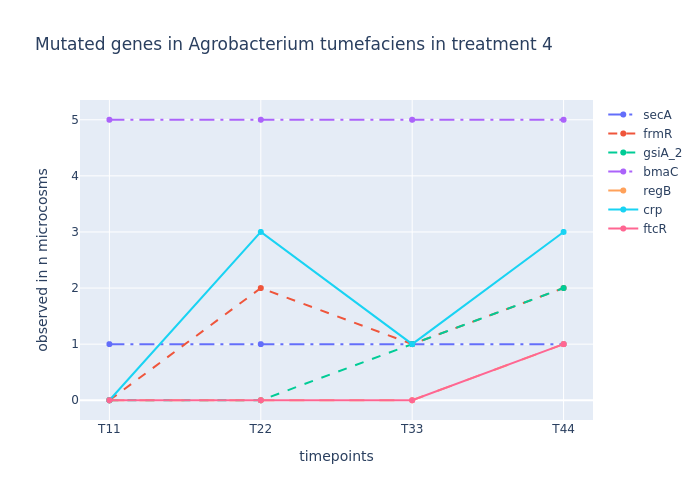 Mutated genes in Agrobacterium tumefaciens in treatment 4
observed in n microcosms
5
4
3
2
1
0
T11 T22 T33 T44
timepoints
secA
frmR
gsiA_2
bmaC
regB
crp
ftcR